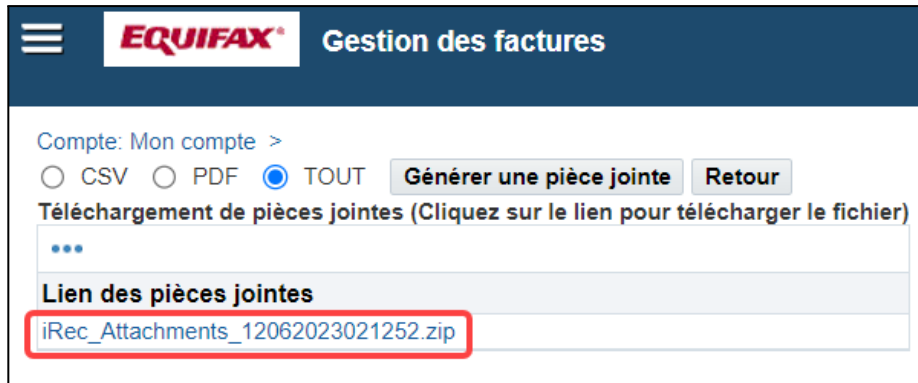 EQUIFAX Gestion des factures
Compte: Mon compte >
CSV PDF TOUT Générer une pièce jointe Retour
Téléchargement de pièces jointes (Cliquez sur le lien pour télécharger le fichier)
Lien des pièces jointes
iRec_Attachments_12062023021252.zip